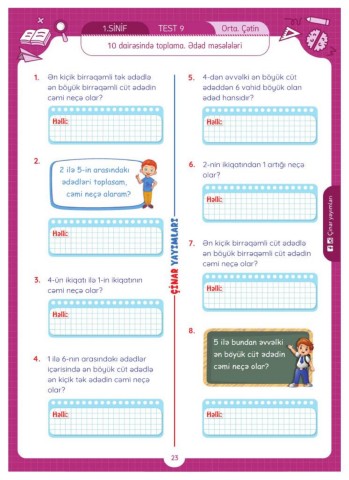 1.SİNİF
TEST 9
Orta. Çətin
10 dairəsində toplama. Ədəd məsələləri
1. Ən kiçik birrəqəmli tək ədədlə
ən böyük birrəqəmli cüt ədədin
cəmi neçə olar?
Həlli:
2. 2 ilə 5-in arasındakı
ədədləri toplasam,
cəmi neçə olaram?
Həlli:
3. 4-ün ikiqatı ilə 1-in ikiqatının
cəmi neçə olar?
Həlli:
4. 1 ilə 6-nın arasındakı ədədlər
içərisində ən böyük cüt ədədlə
ən kiçik tək ədədin cəmi neçə
olar?
Həlli:
ÇINAR YAYIMLARI
5. 4-dən əvvəlki ən böyük cüt
ədəddən 6 vahid böyük olan
ədəd hansıdır?
Həlli:
6. 2-nin ikiqatından 1 artığı neçə
olar?
Həlli:
7. Ən kiçik birrəqəmli cüt ədədlə
ən böyük birrəqəmli cüt ədədin
cəmi neçə olar?
Həlli:
8. 5 ilə bundan əvvəlki
ən böyük cüt ədədin
cəmi neçədir?
Həlli:
Çınar yayımları
23